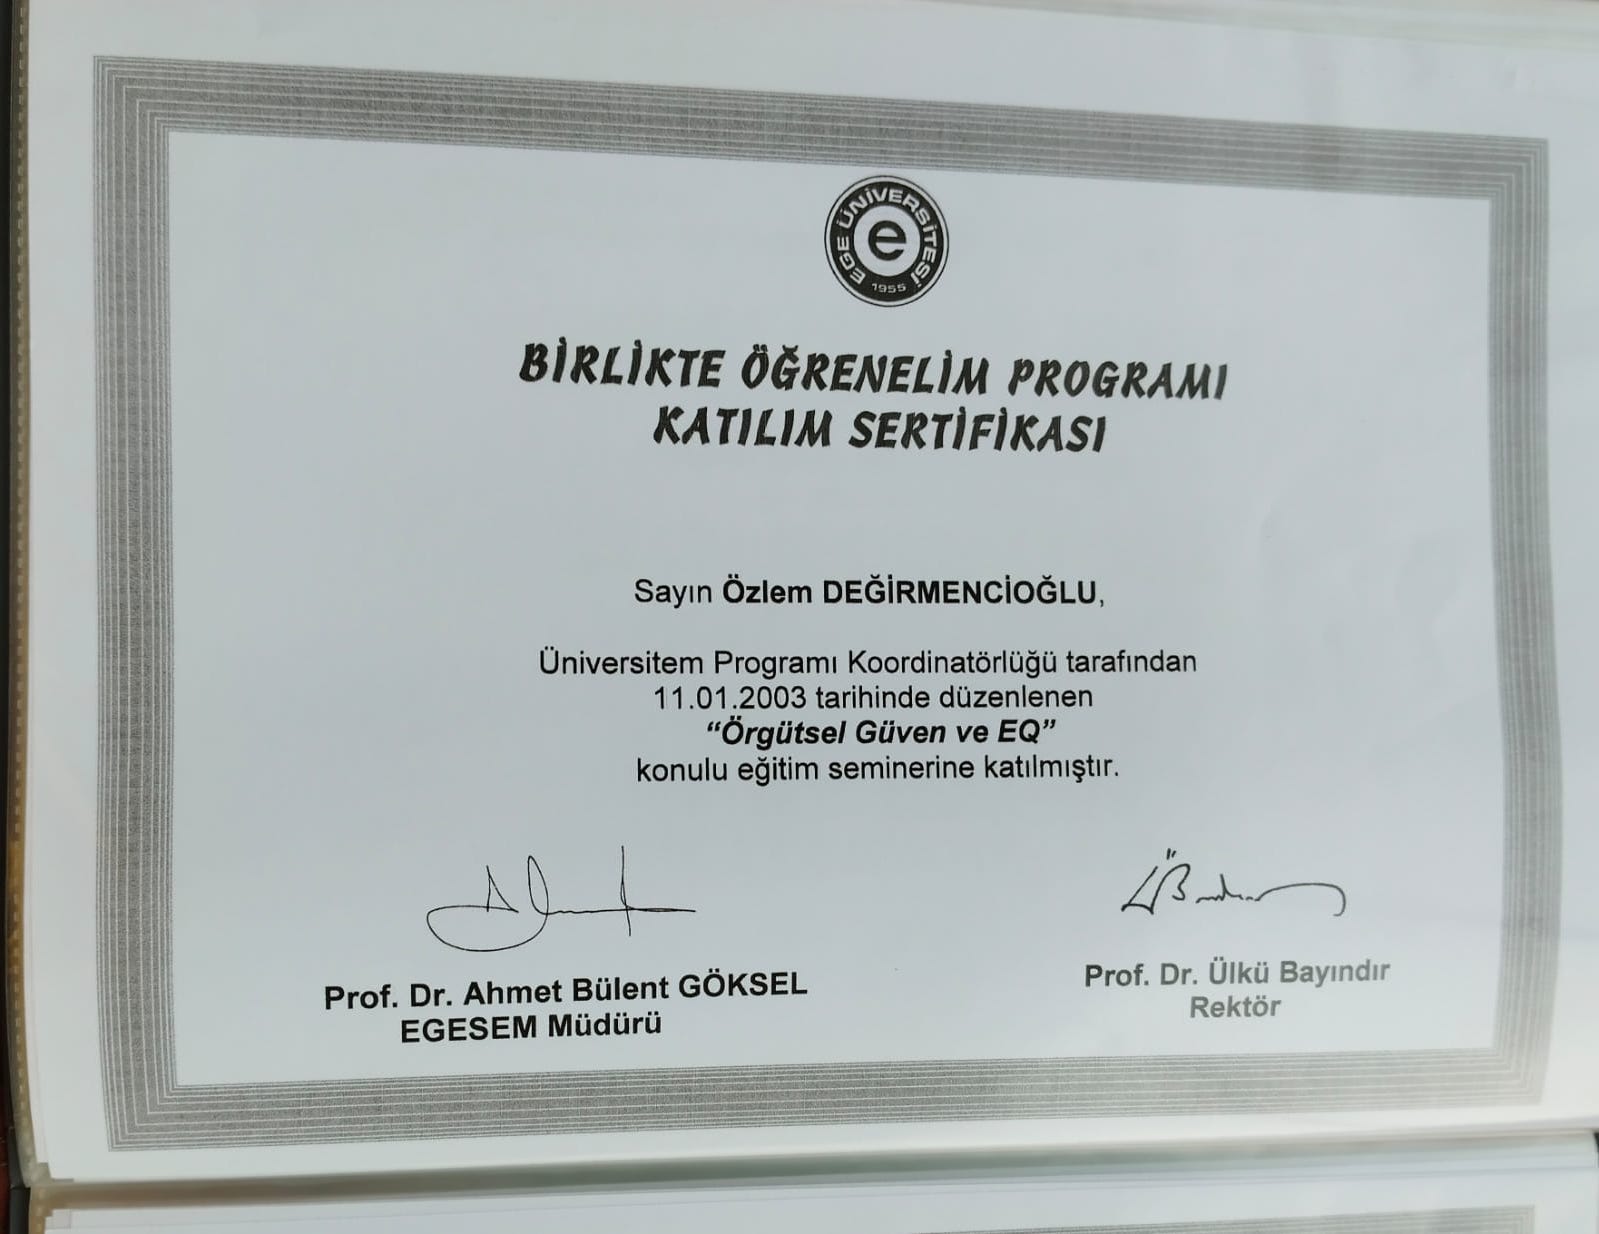 EGE ÜNİVERSİTESİ
e
1955
BİRLİKTE ÖĞRENELİM PROGRAMI
KATILIM SERTİFİKASI
Sayın Özlem DEĞİRMENCİOĞLU,
Üniversitem Programı Koordinatörlüğü tarafından
11.01.2003 tarihinde düzenlenen
“Örgütsel Güven ve EQ”
konulu eğitim seminerine katılmıştır.
Prof. Dr. Ahmet Bülent GÖKSEL
EGESEM Müdürü
Prof. Dr. Ülkü Bayındır
Rektör